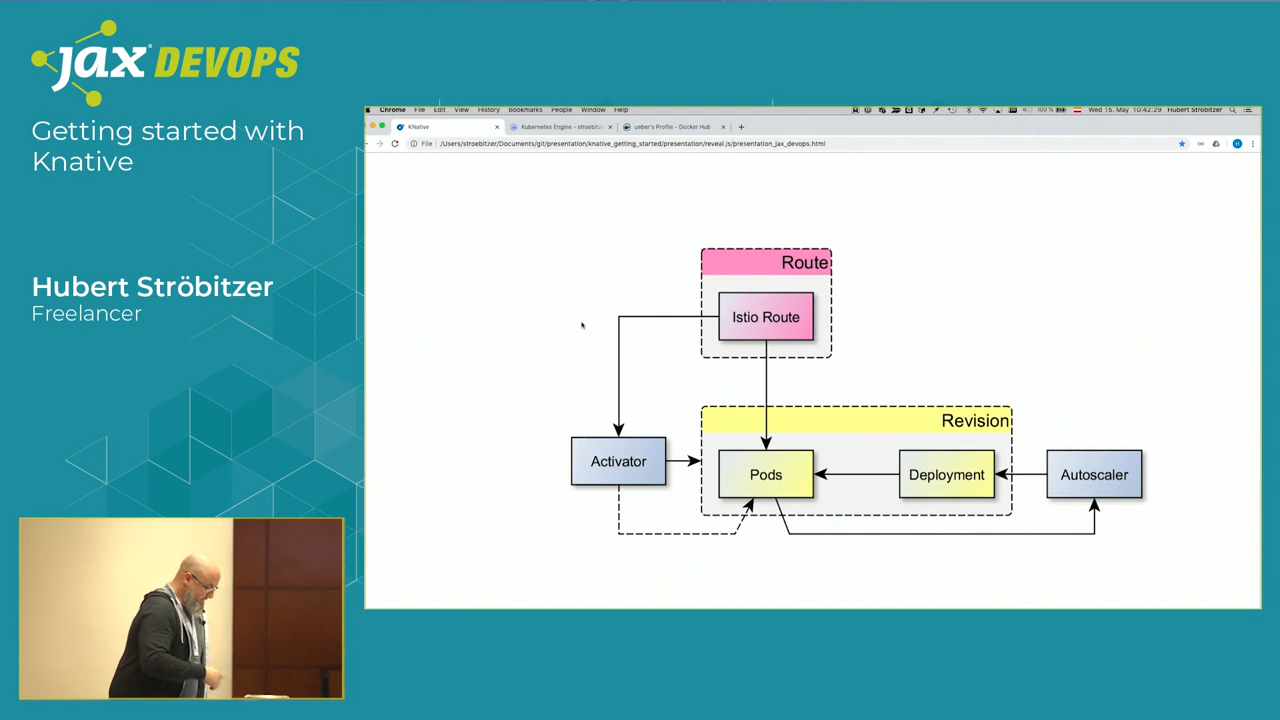 jax DEVOPS
Getting started with
Knative
Hubert Ströbitzer
Freelancer
Chrome File Edit View History Bookmarks People Window Help 100 % Wed 15. May 10:42:29 Hubert Ströbitzer
KNative
Kubernetes Engine - stroebitz
ueber's Profile - Docker Hub
File /Users/stroebitzer/Documents/git/presentation/knative_getting_started/presentation/reveal.js/presentation_jax_devops.html
Route
Istio Route
Revision
Activator
Pods
Deployment
Autoscaler